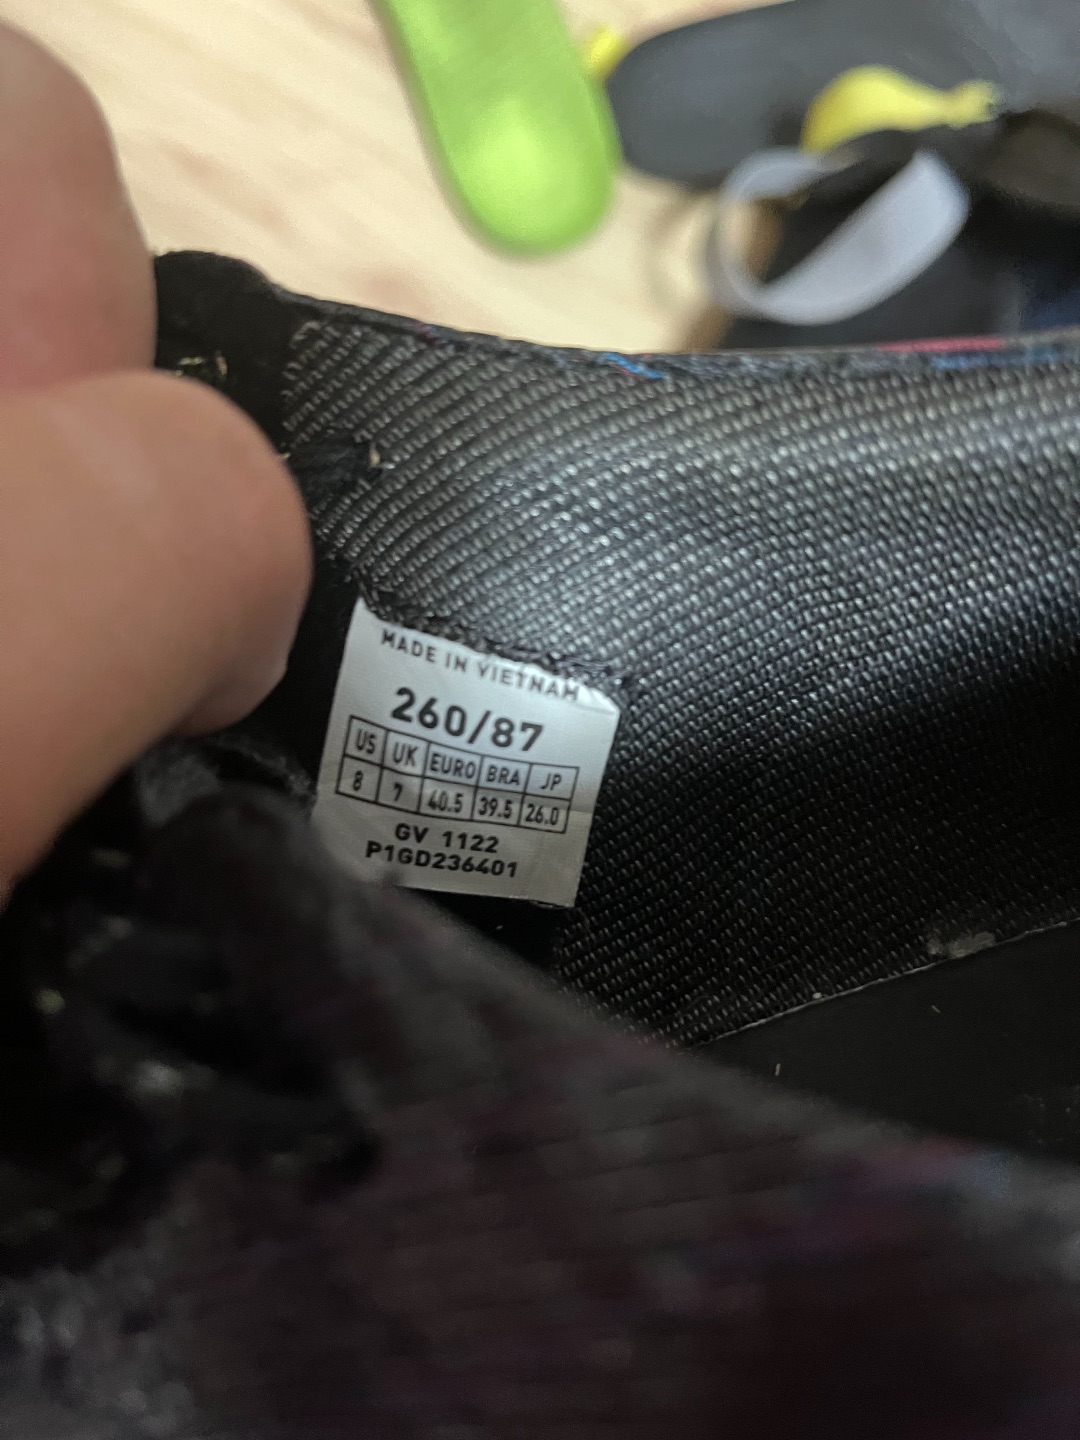 MADE IN VIETNAM
260/87
US UK EURO BRA JP
8 7 40.5 39.5 26.0
GV 1122
P1GD236401